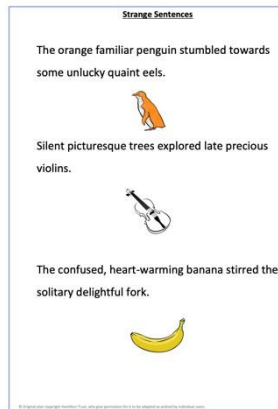 Strange Sentences
The orange familiar penguin stumbled towards
some unlucky quaint eels.
Silent picturesque trees explored late precious
violins.
The confused, heart-warming banana stirred the
solitary delightful fork.